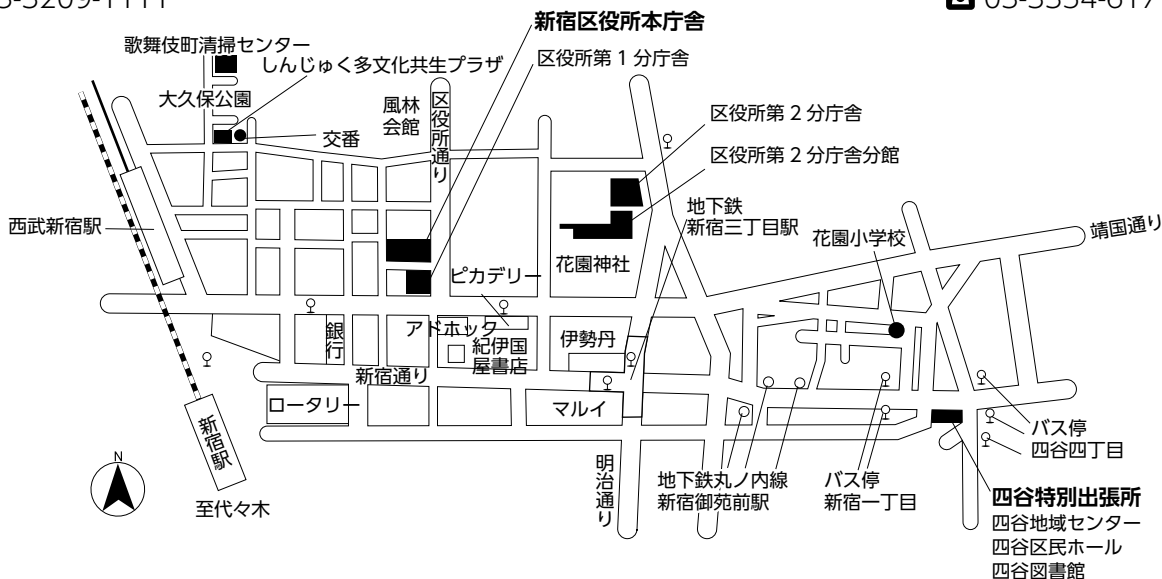 03-3209-1111
03-3354-617
新宿区役所本庁舎
歌舞伎町清掃センター
しんじゅく多文化共生プラザ
区役所第1分庁舎
大久保公園
風林
会館
区役所通り
交番
区役所第2分庁舎
区役所第2分庁舎分館
地下鉄
新宿三丁目駅
西武新宿駅
花園小学校
靖国通り
花園神社
ピカデリー
銀行
アドホック
紀伊国
屋書店
伊勢丹
新宿通り
ロータリー
マルイ
新宿駅
N
至代々木
明治通り
地下鉄丸ノ内線
新宿御苑前駅
バス停
新宿一丁目
バス停
四谷四丁目
四谷特別出張所
四谷地域センター
四谷区民ホール
四谷図書館